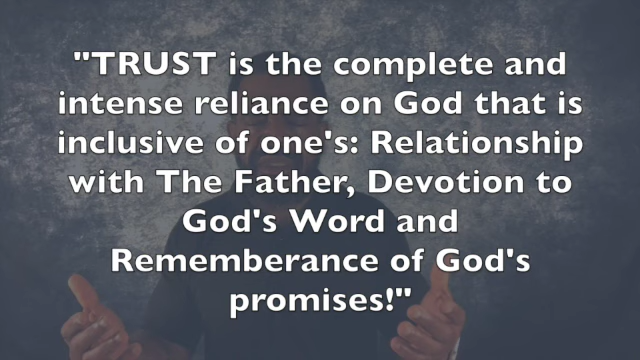 "TRUST is the complete and
intense reliance on God that is
inclusive of one's: Relationship
with The Father, Devotion to
God's Word and
Rememberance of God's
promises!"